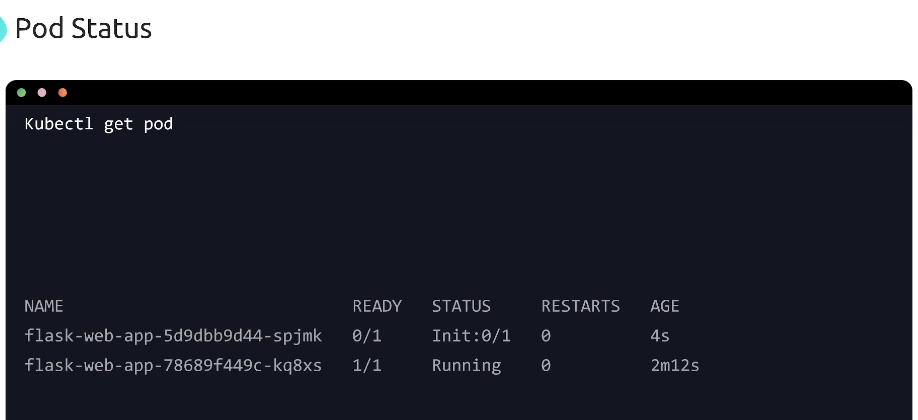 Pod Status
Kubectl get pod
NAME READY STATUS RESTARTS AGE
flask-web-app-5d9dbb9d44-spjmk 0/1 Init:0/1 0 4s
flask-web-app-78689f449c-kq8xs 1/1 Running 0 2m12s